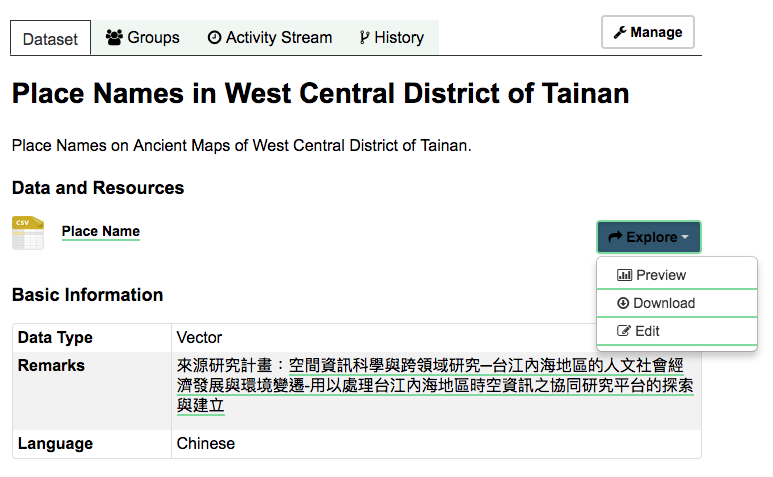 Dataset Groups Activity Stream History Manage
Place Names in West Central District of Tainan
Place Names on Ancient Maps of West Central District of Tainan.
Data and Resources
CSV Place Name Explore
Preview
Download
Edit
Basic Information
Data Type Vector
Remarks 來源研究計畫：空間資訊科學與跨領域研究─台江內海地區的人文社會經
濟發展與環境變遷-用以處理台江內海地區時空資訊之協同研究平台的探索
與建立
Language Chinese